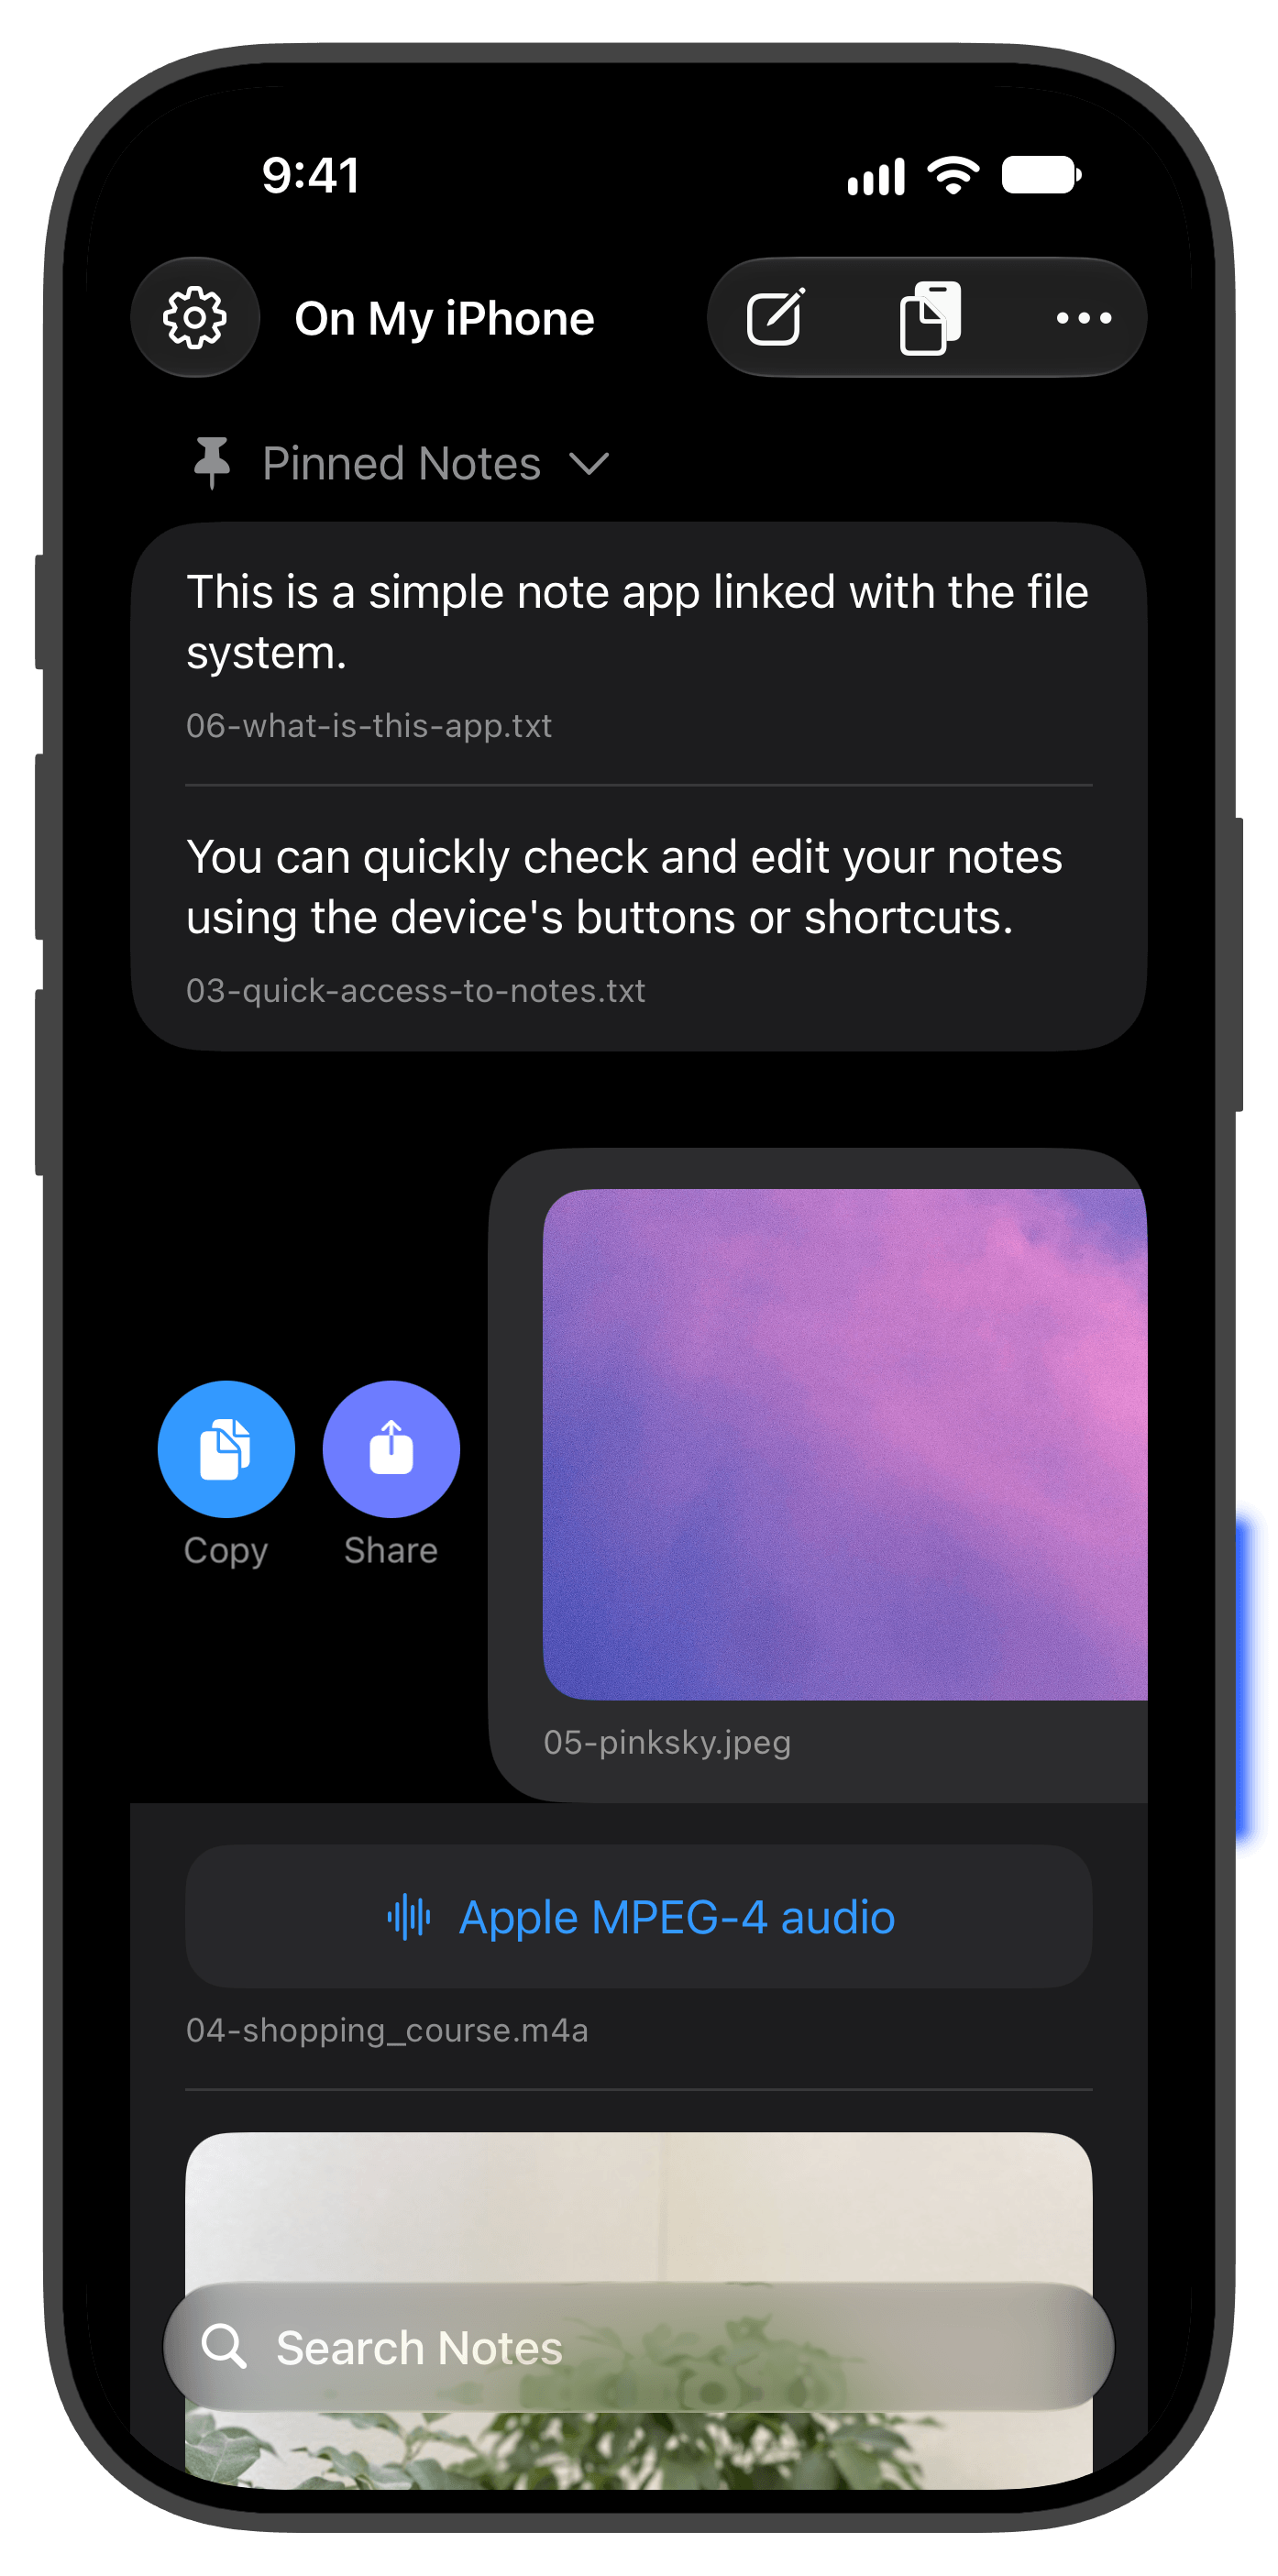 9:41
On My iPhone
Pinned Notes
This is a simple note app linked with the file
system.
06-what-is-this-app.txt
You can quickly check and edit your notes
using the device's buttons or shortcuts.
03-quick-access-to-notes.txt
Copy
Share
05-pinksky.jpeg
Apple MPEG-4 audio
04-shopping_course.m4a
Search Notes